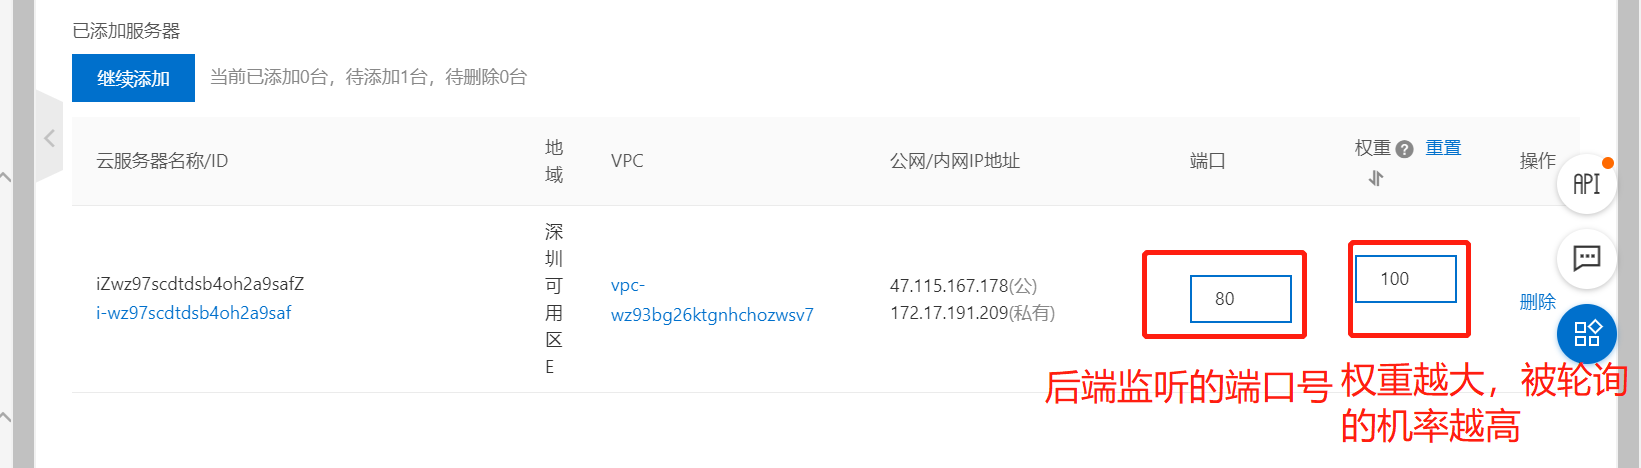 已添加服务器
继续添加 当前已添加0台，待添加1台，待删除0台
云服务器名称/ID 地域 VPC 公网/内网IP地址 端口 权重 ? 重置 操作
API
iZwz97scdtdsb4oh2a9safZ
i-wz97scdtdsb4oh2a9saf
深圳可用区E
vpc-
wz93bg26ktgnhchozwsv7
47.115.167.178(公)
172.17.191.209(私有)
80
100
删除
后端监听的端口号
权重越大，被轮询
的机率越高